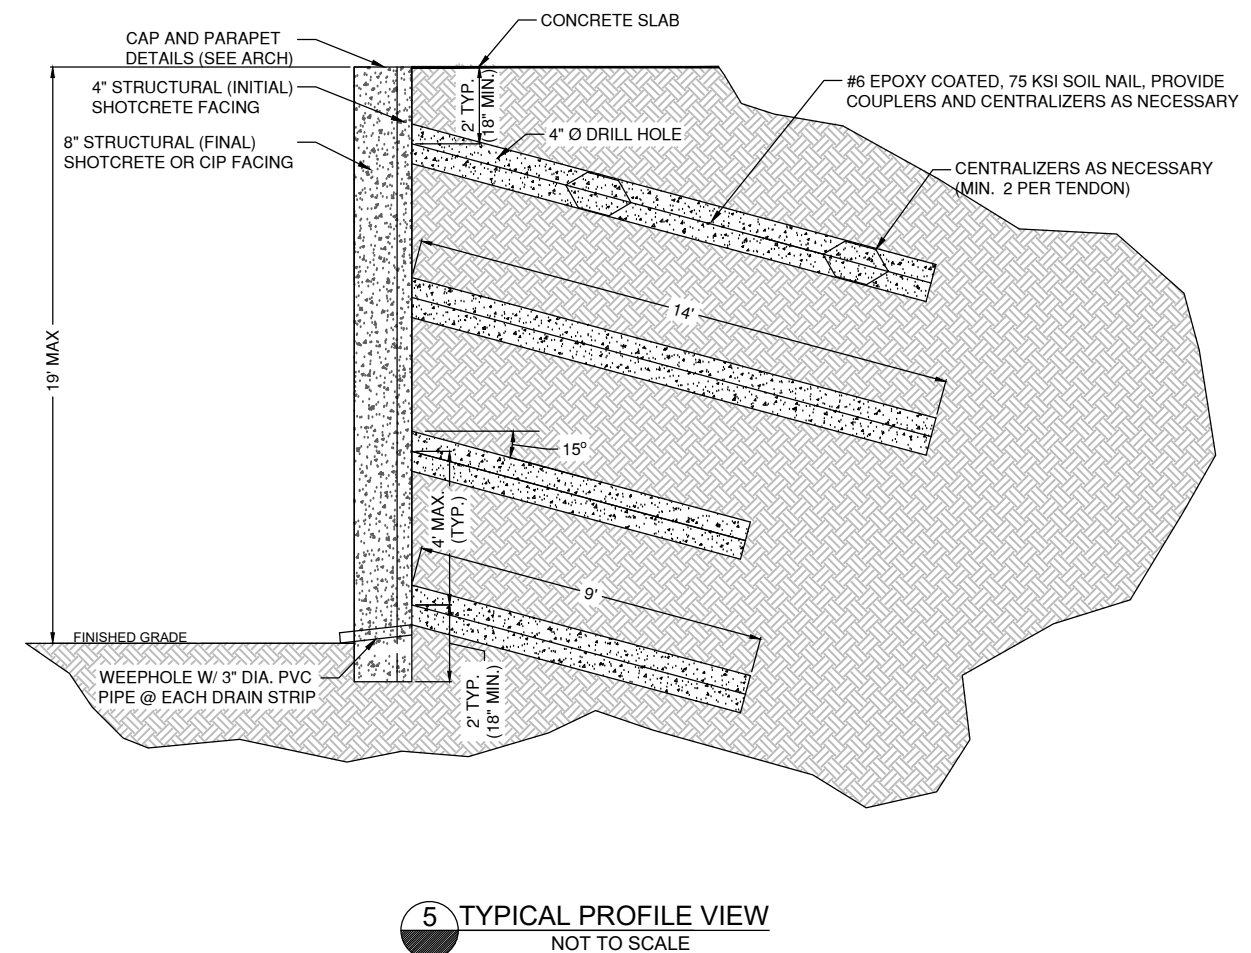 CONCRETE SLAB
CAP AND PARAPET
DETAILS (SEE ARCH)
4" STRUCTURAL (INITIAL)
SHOTCRETE FACING
8" STRUCTURAL (FINAL)
SHOTCRETE OR CIP FACING
2' TYP.
(18" MIN.)
#6 EPOXY COATED, 75 KSI SOIL NAIL, PROVIDE
COUPLERS AND CENTRALIZERS AS NECESSARY
4" Ø DRILL HOLE
CENTRALIZERS AS NECESSARY
(MIN. 2 PER TENDON)
14'
19' MAX
15°
4' MAX.
(TYP.)
9'
FINISHED GRADE
WEEPHOLE W/ 3" DIA. PVC
PIPE @ EACH DRAIN STRIP
2' TYP.
(18" MIN.)
5 TYPICAL PROFILE VIEW
NOT TO SCALE